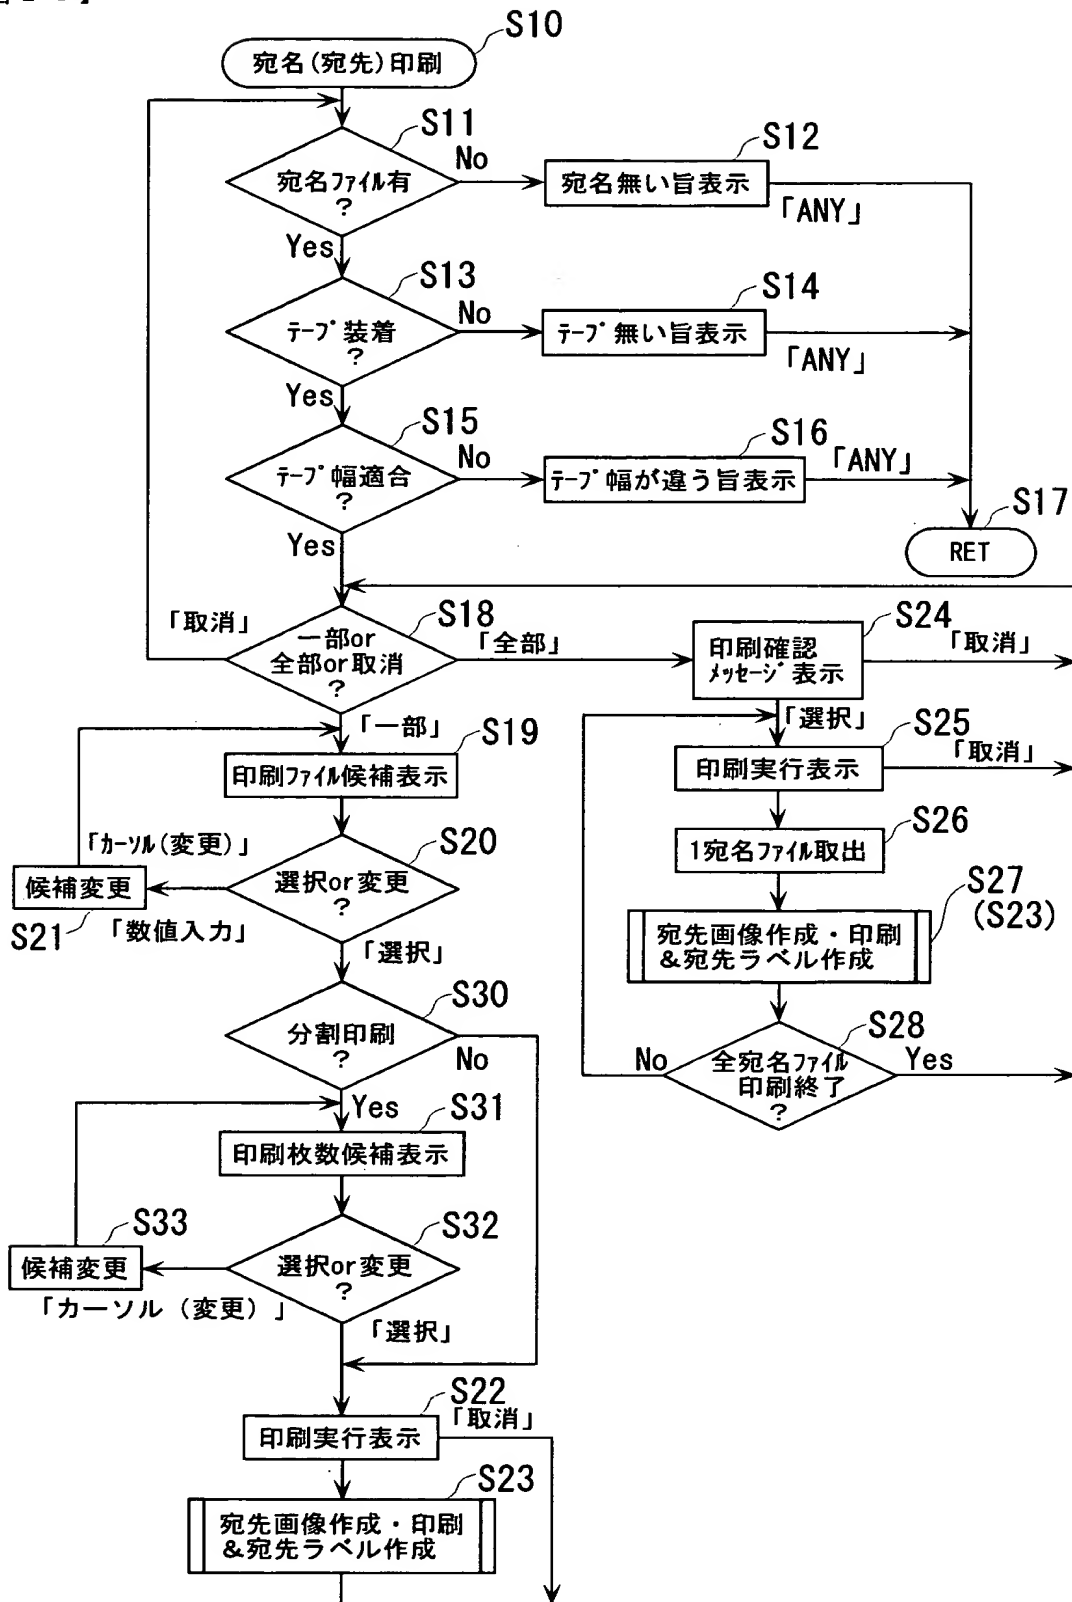 S10
宛名(宛先)印刷
S11
宛名ファイル有
?
No
S12
宛名無い旨表示
「ANY」
Yes
S13
テープ装着
?
No
S14
テープ無い旨表示
「ANY」
Yes
S15
テープ幅適合
?
No
S16
テープ幅が違う旨表示
「ANY」
S17
RET
Yes
「取消」
S18
一部or
全部or取消
?
「全部」
S24
印刷確認
メッセージ表示
「取消」
「一部」
「選択」
S19
印刷ファイル候補表示
S25
印刷実行表示
「取消」
「カーソル(変更)」
S20
選択or変更
?
候補変更
S21
「数値入力」
「選択」
S26
1宛名ファイル取出
S27
(S23)
宛先画像作成・印刷
&宛先ラベル作成
S30
分割印刷
?
No
S28
全宛名ファイル
印刷終了
?
No
Yes
Yes
S31
印刷枚数候補表示
S33
候補変更
S32
選択or変更
?
「カーソル(変更)」
「選択」
S22
印刷実行表示
「取消」
S23
宛先画像作成・印刷
&宛先ラベル作成